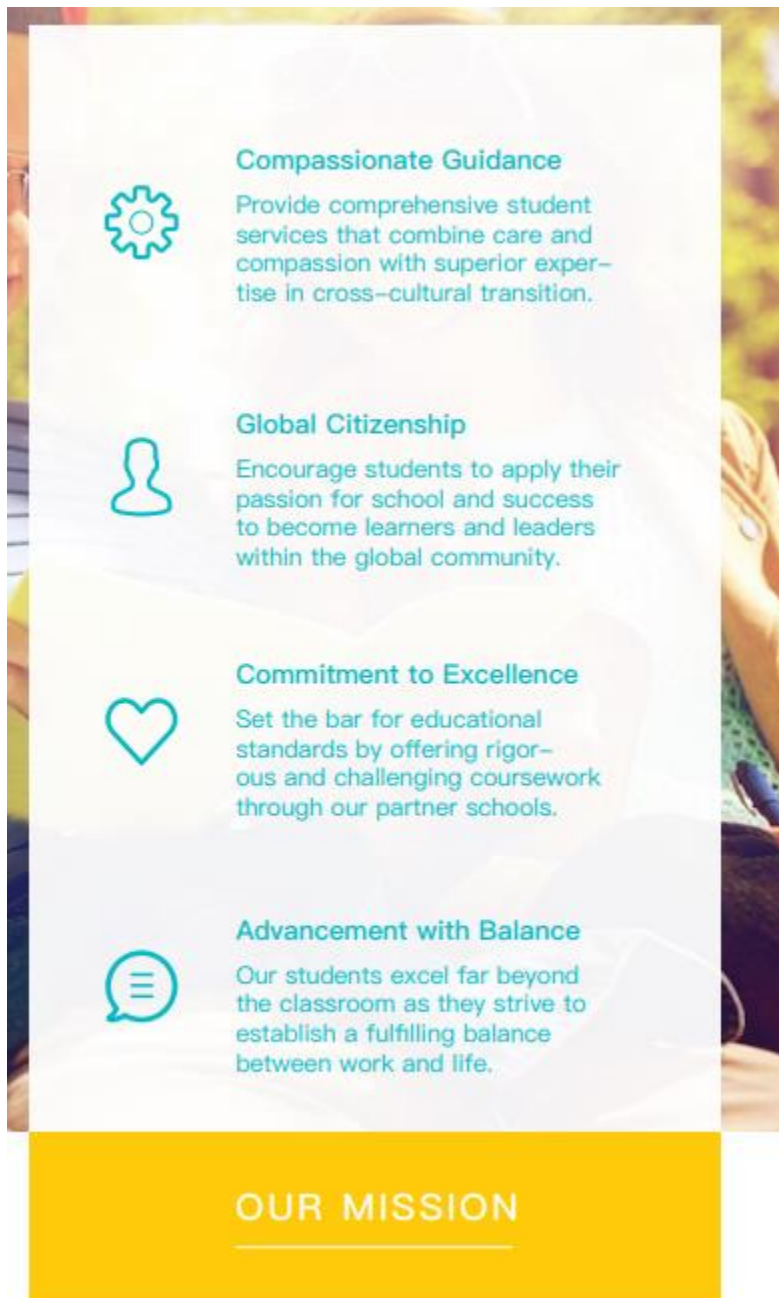 Compassionate Guidance
Provide comprehensive student
services that combine care and
compassion with superior exper–
tise in cross–cultural transition.
Global Citizenship
Encourage students to apply their
passion for school and success
to become learners and leaders
within the global community.
Commitment to Excellence
Set the bar for educational
standards by offering rigor–
ous and challenging coursework
through our partner schools.
Advancement with Balance
Our students excel far beyond
the classroom as they strive to
establish a fulfilling balance
between work and life.
OUR MISSION